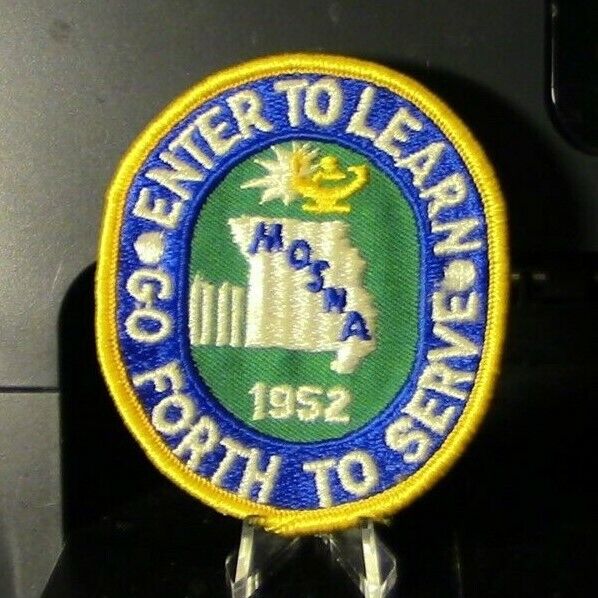 ENTER TO LEARN
MOSNA
1952
GO FORTH TO SERVE